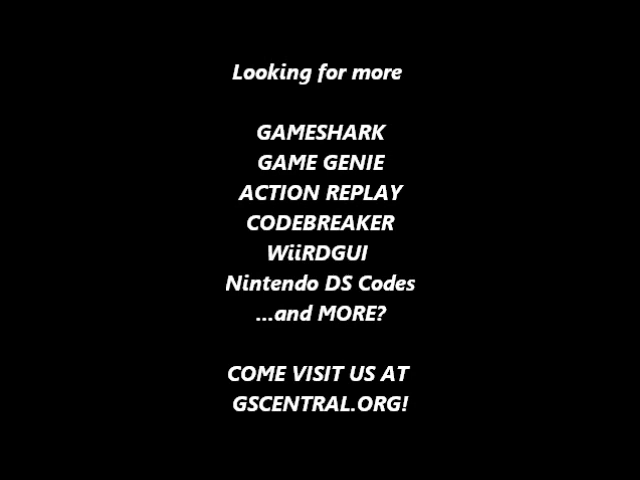 Looking for more
GAMESHARK
GAME GENIE
ACTION REPLAY
CODEBREAKER
WiiRDGUI
Nintendo DS Codes
...and MORE?
COME VISIT US AT
GSCENTRAL.ORG!